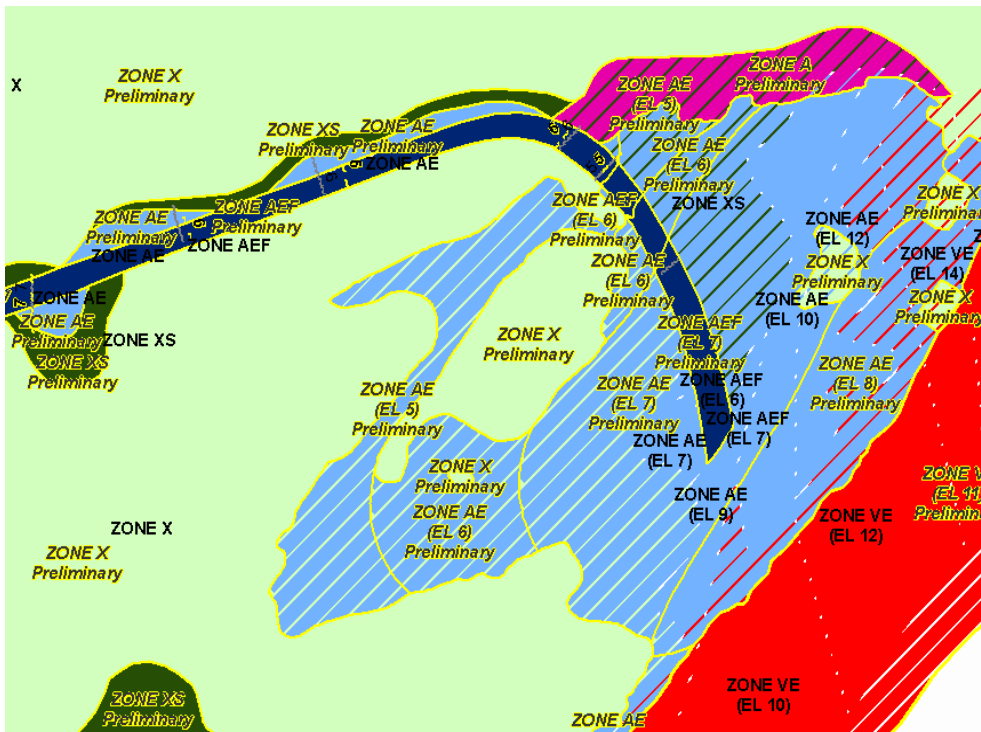 ZONE X
Preliminary
X
ZONE A
Preliminary
ZONE AE
(EL 5)
Preliminary
ZONE XS
Preliminary
ZONE AE
Preliminary
ZONE AE
ZONE AE
(EL 6)
Preliminary
ZONE XS
ZONE AEF
(EL 6)
Preliminary
ZONE X
Preliminary
ZONE AE
Preliminary
ZONE AEF
Preliminary
ZONE AEF
ZONE AE
ZONE AE
(EL 12)
ZONE X
Preliminary
ZONE VE
(EL 14)
ZONE AE
(EL 6)
Preliminary
ZONE AE
(EL 10)
ZONE X
Preliminary
ZONE AE
ZONE AE
Preliminary
ZONE XS
ZONE XS
Preliminary
ZONE X
Preliminary
ZONE AEF
(EL 7)
Preliminary
ZONE AE
(EL 8)
Preliminary
ZONE AE
(EL 5)
Preliminary
ZONE AE
(EL 7)
Preliminary
ZONE AEF
(EL 6)
ZONE AEF
(EL 7)
ZONE AE
(EL 7)
ZONE X
Preliminary
ZONE AE
(EL 6)
Preliminary
ZONE AE
(EL 9)
ZONE VE
(EL 12)
(EL 11)
ZONE X
ZONE X
Preliminary
ZONE XS
Preliminary
ZONE VE
(EL 10)
ZONE AE